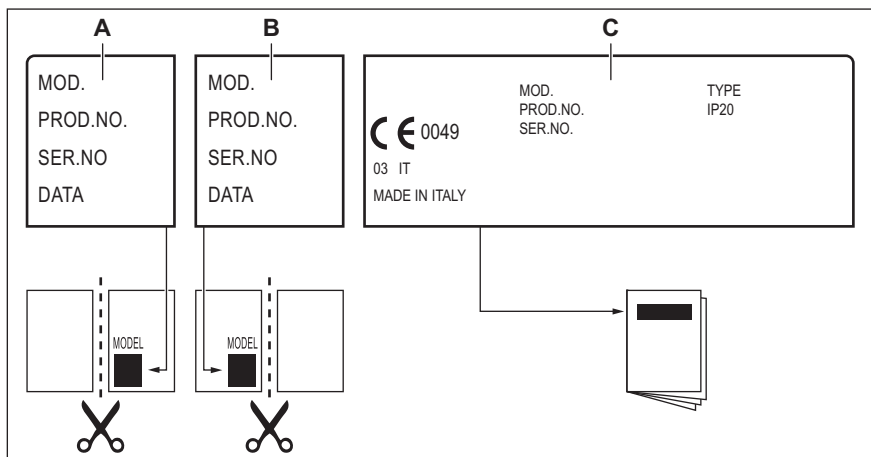 A
B
C
MOD.
PROD.NO.
SER.NO
DATA
MOD.
PROD.NO.
SER.NO
DATA
MOD.
PROD.NO.
SER.NO.
TYPE
IP20
CE 0049
03 IT
MADE IN ITALY
MODEL
MODEL